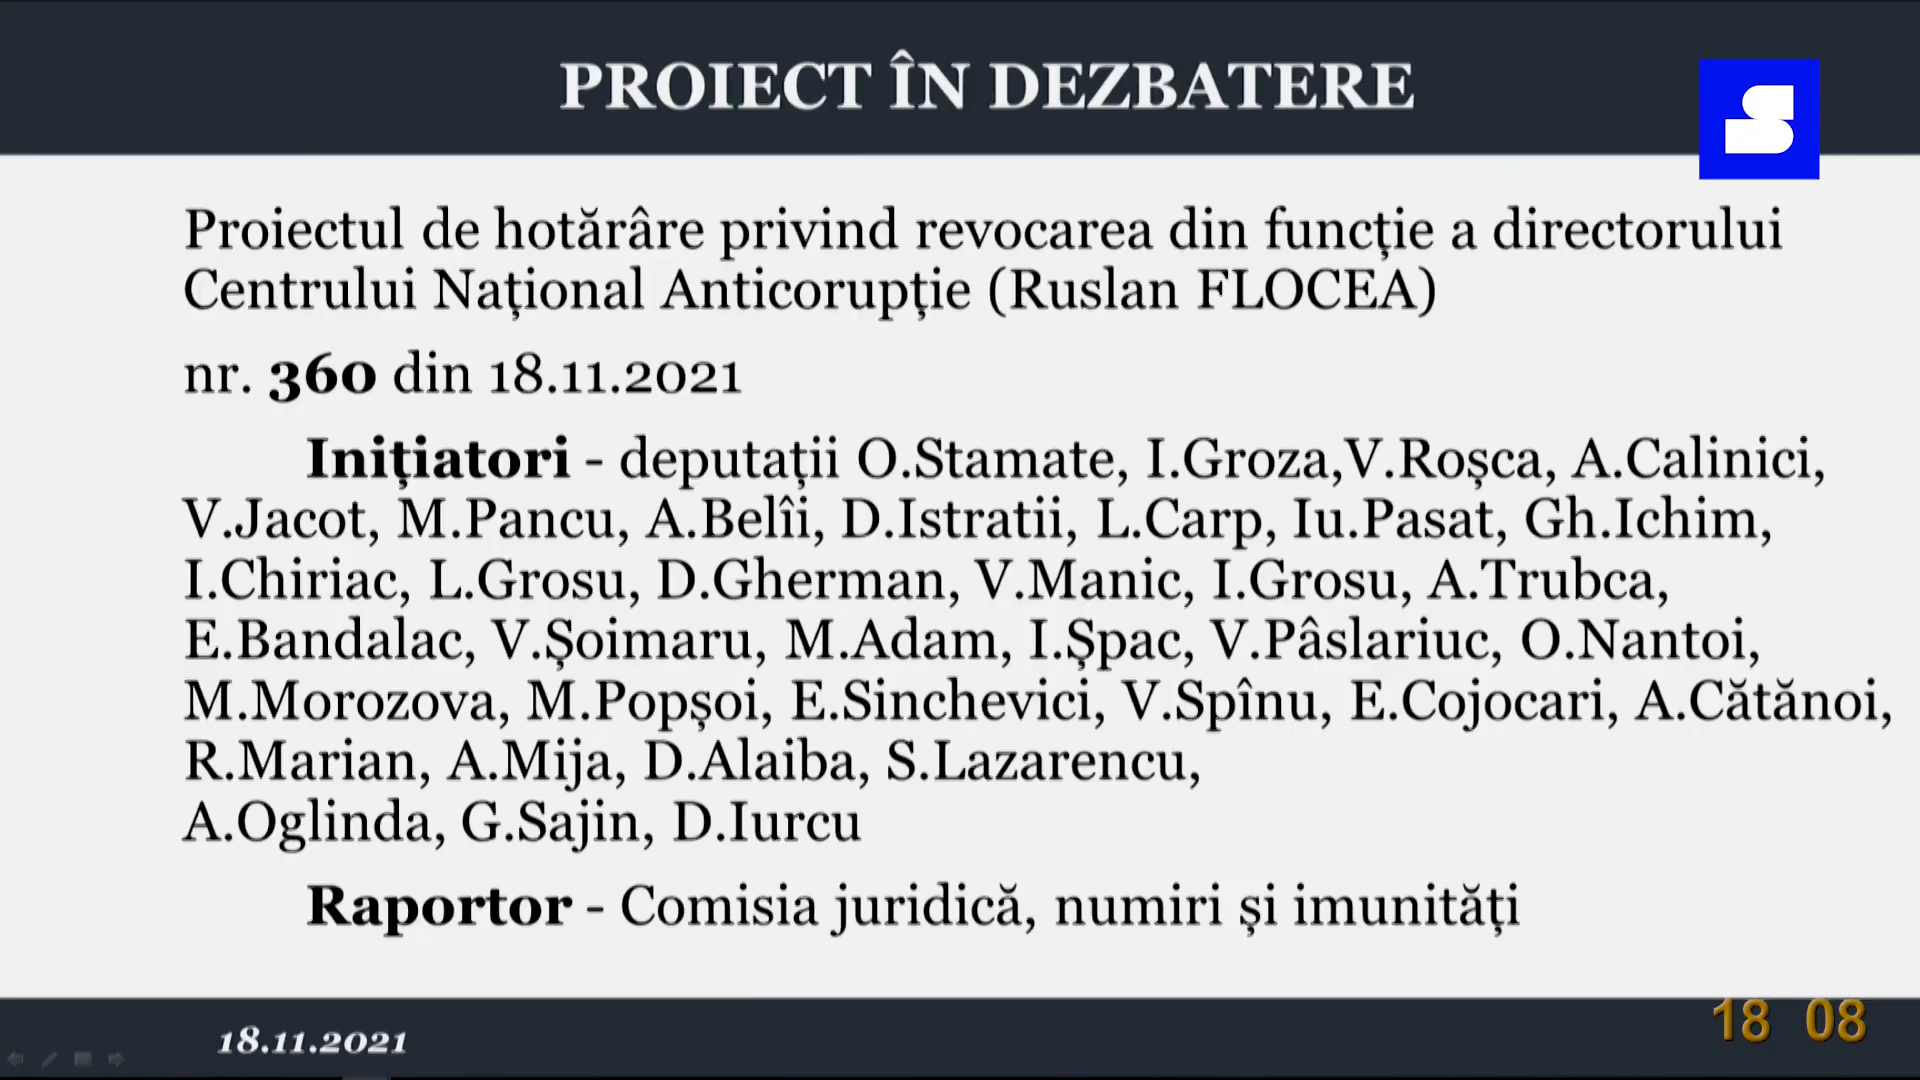 PROIECT ÎN DEZBATERE
Proiectul de hotărâre privind revocarea din funcție a directorului
Centrului Național Anticorupție (Ruslan FLOCEA)
nr. 360 din 18.11.2021
Inițiatori - deputații O.Stamate, I.Groza,V.Roșca, A.Calinici,
V.Jacot, M.Pancu, A.Belîi, D.Istratii, L.Carp, Iu.Pasat, Gh.Ichim,
I.Chiriac, L.Grosu, D.Gherman, V.Manic, I.Grosu, A.Trubca,
E.Bandalac, V.Șoimaru, M.Adam, I.Șpac, V.Pâslariuc, O.Nantoi,
M.Morozova, M.Popșoi, E.Sinchevici, V.Spînu, E.Cojocari, A.Cătănoi,
R.Marian, A.Mija, D.Alaiba, S.Lazarencu,
A.Oglinda, G.Sajin, D.Iurcu
Raportor - Comisia juridică, numiri și imunități
18.11.2021
18 08